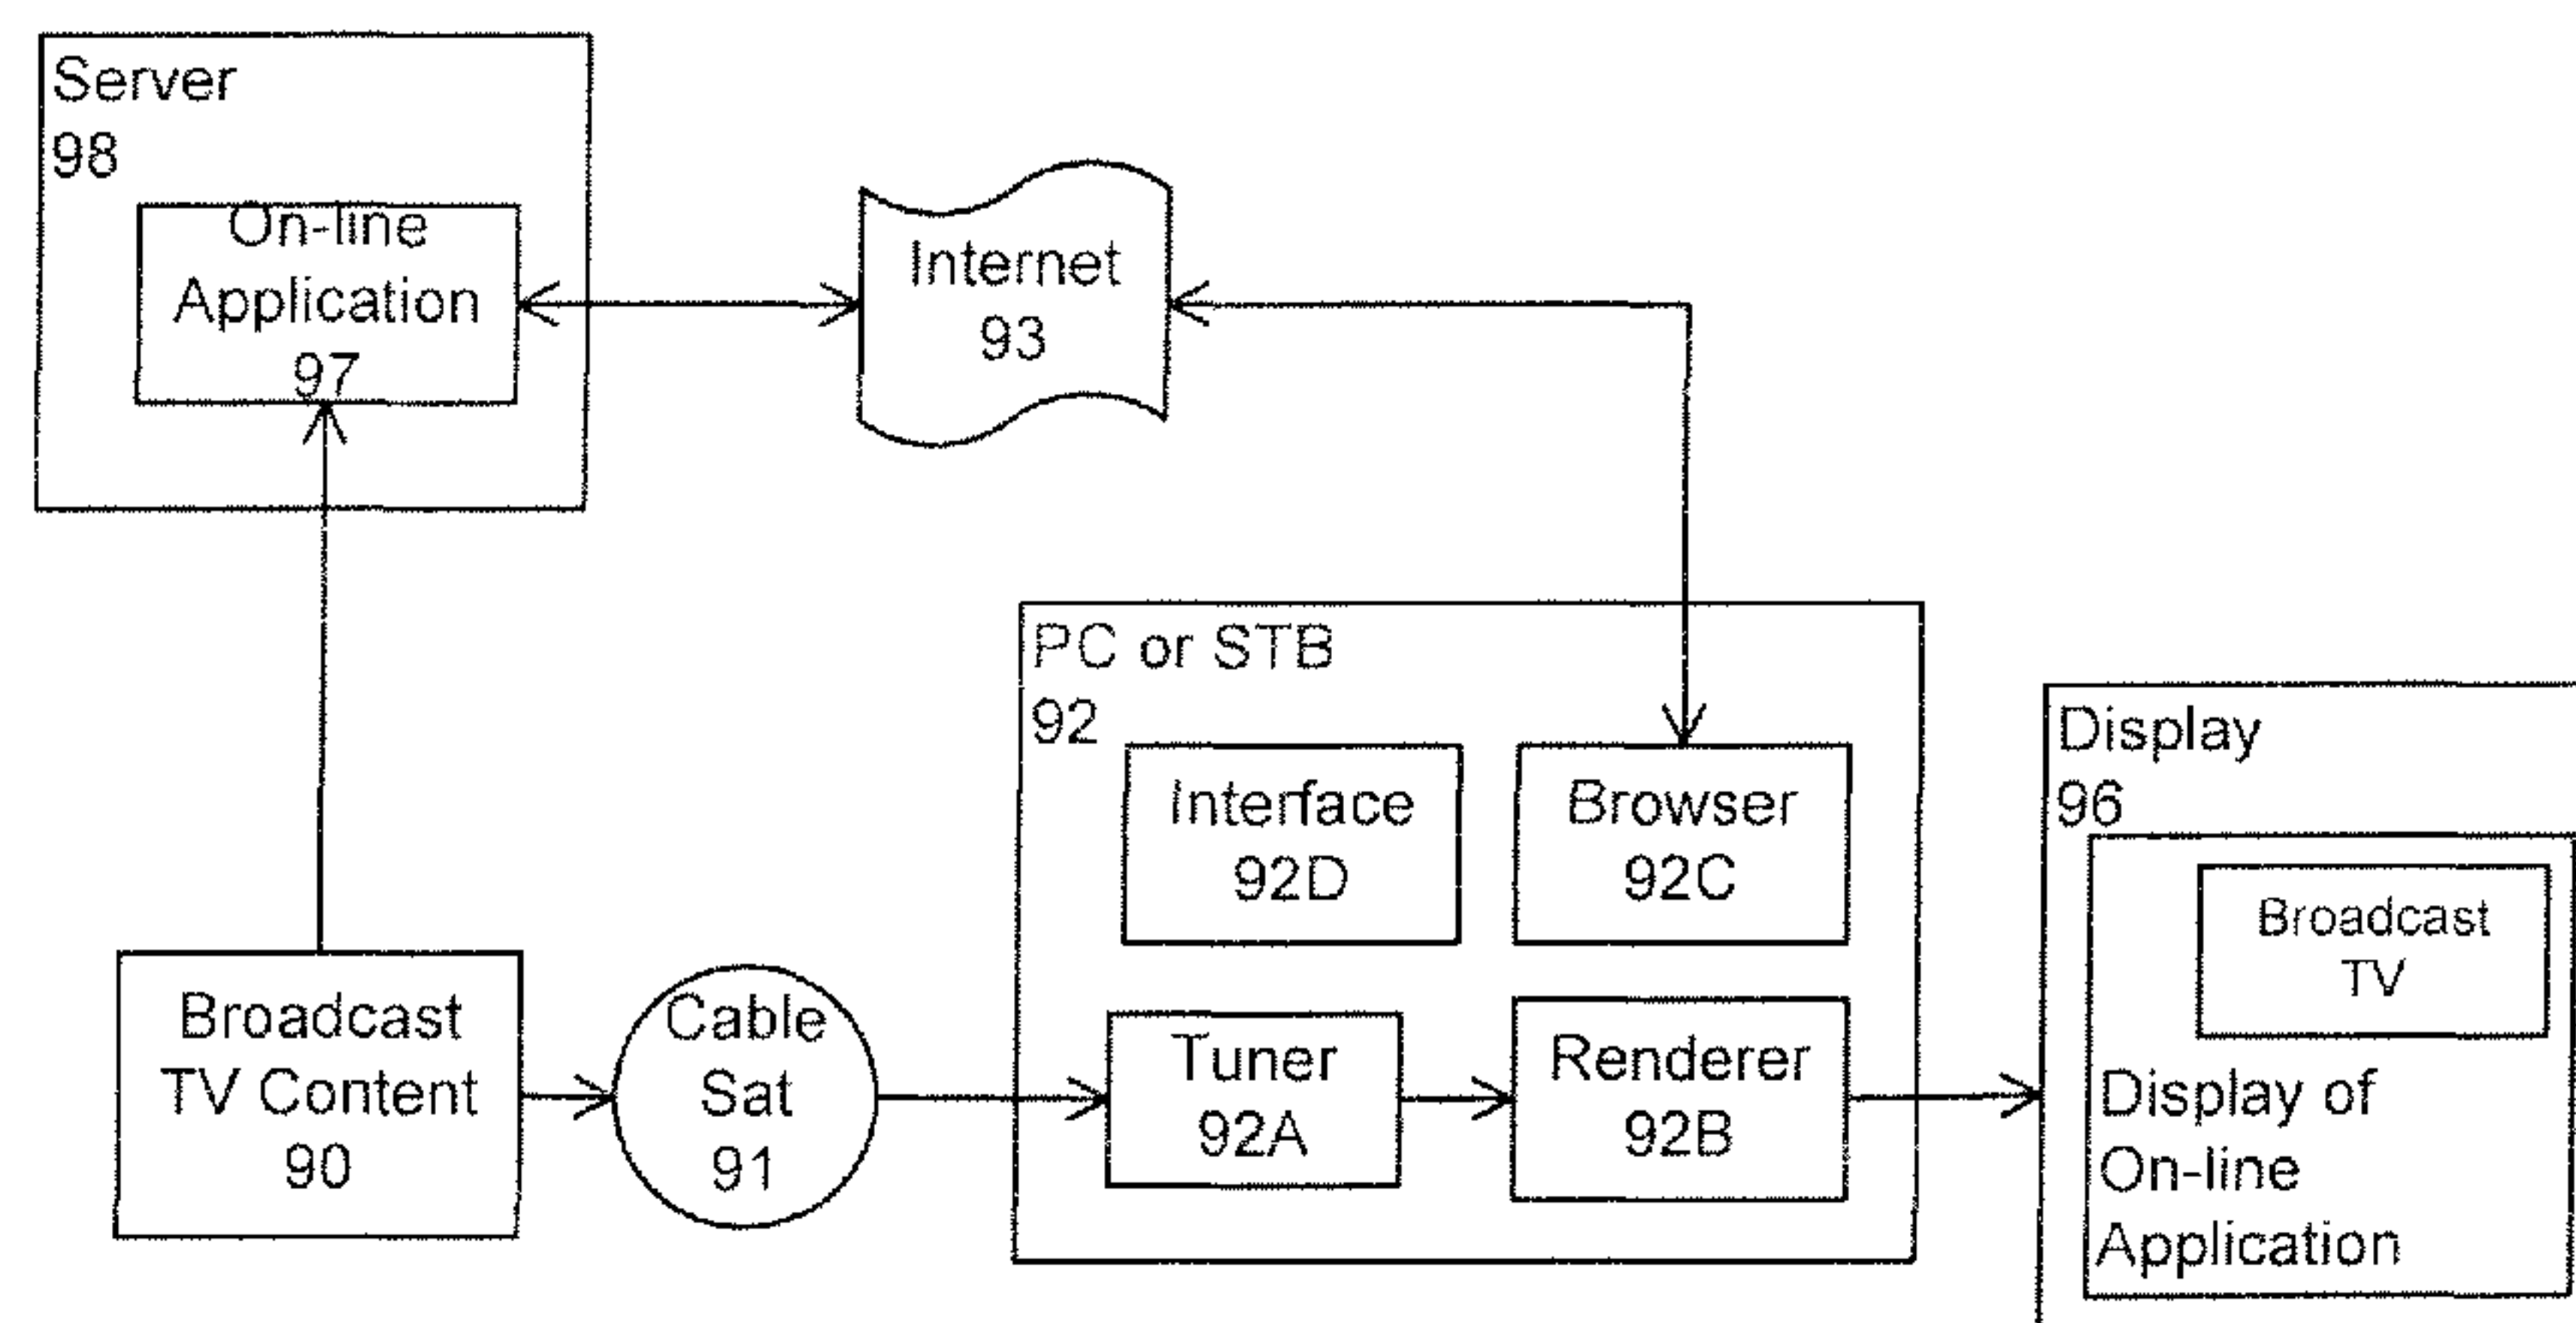 Server
98
On-line
Application
97
Internet
93
PC or STB
92
Interface
92D
Browser
92C
Display
96
Broadcast
TV
Broadcast
TV Content
90
Cable
Sat
91
Tuner
92A
Renderer
92B
Display of
On-line
Application